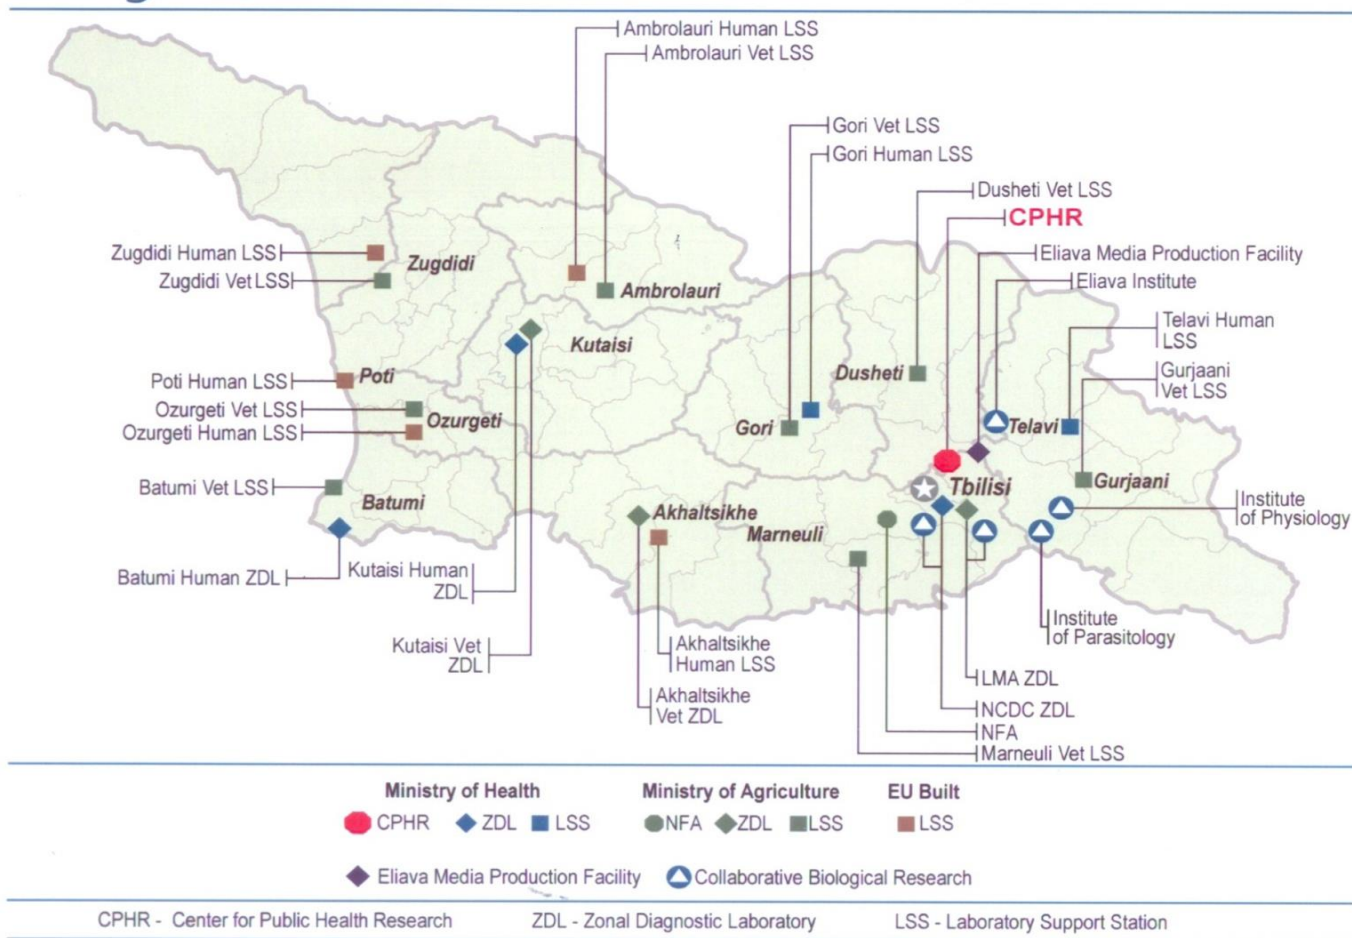 Ambrolauri Human LSS
Ambrolauri Vet LSS
Gori Vet LSS
Gori Human LSS
Dusheti Vet LSS
CPHR
Eliava Media Production Facility
Eliava Institute
Telavi Human
LSS
Gurjaani
Vet LSS
Zugdidi Human LSS
Zugdidi Vet LSS
Zugdidi
Ambrolauri
Kutaisi
Poti Human LSS
Poti
Ozurgeti Vet LSS
Ozurgeti Human LSS
Ozurgeti
Dusheti
Gori
Telavi
Batumi Vet LSS
Batumi
Akhaltsikhe
Marneuli
Tbilisi
Gurjaani
Institute
of Physiology
Batumi Human ZDL
Kutaisi Human
ZDL
Kutaisi Vet
ZDL
Akhaltsikhe
Human LSS
Akhaltsikhe
Vet ZDL
Institute
of Parasitology
LMA ZDL
NCDC ZDL
NFA
Marneuli Vet LSS
Ministry of Health
CPHR ZDL LSS
Ministry of Agriculture
NFA ZDL LSS
EU Built
LSS
Eliava Media Production Facility Collaborative Biological Research
CPHR - Center for Public Health Research ZDL - Zonal Diagnostic Laboratory LSS - Laboratory Support Station